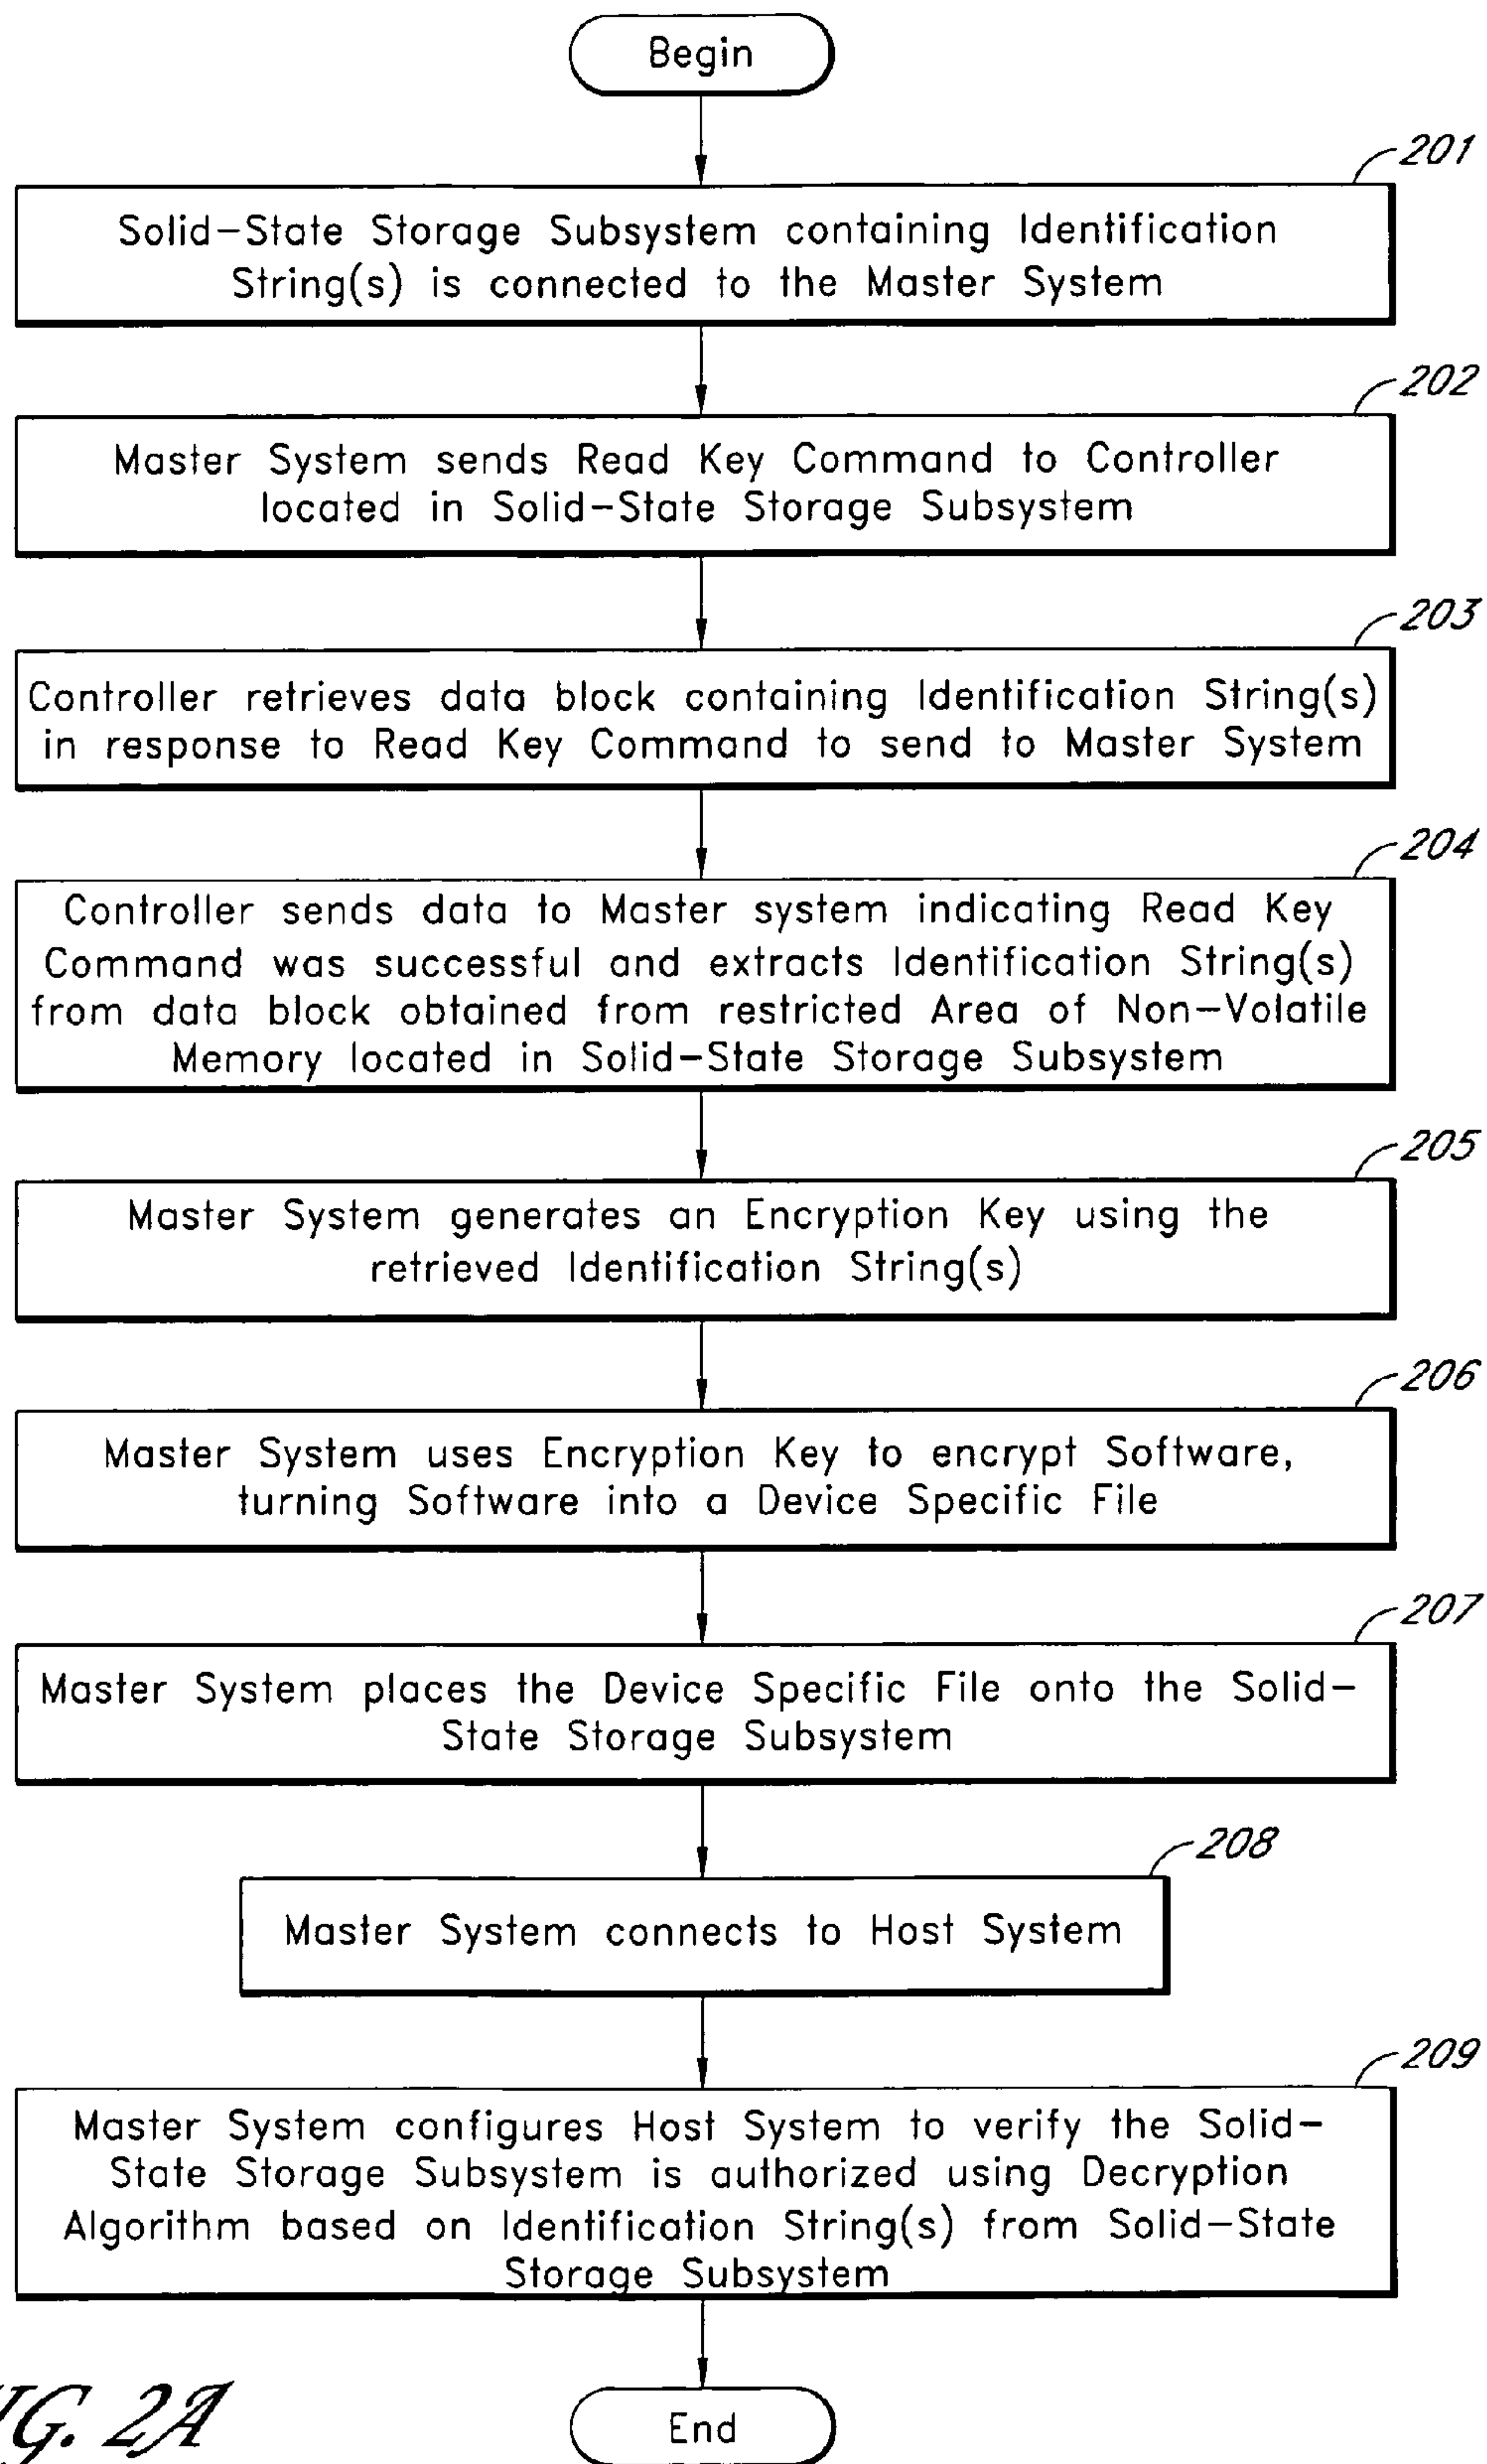 Begin
201
Solid-State Storage Subsystem containing Identification
String(s) is connected to the Master System
202
Master System sends Read Key Command to Controller
located in Solid-State Storage Subsystem
203
Controller retrieves data block containing Identification String(s)
in response to Read Key Command to send to Master System
204
Controller sends data to Master system indicating Read Key
Command was successful and extracts Identification String(s)
from data block obtained from restricted Area of Non-Volatile
Memory located in Solid-State Storage Subsystem
205
Master System generates an Encryption Key using the
retrieved Identification String(s)
206
Master System uses Encryption Key to encrypt Software,
turning Software into a Device Specific File
207
Master System places the Device Specific File onto the Solid-
State Storage Subsystem
208
Master System connects to Host System
209
Master System configures Host System to verify the Solid-
State Storage Subsystem is authorized using Decryption
Algorithm based on Identification String(s) from Solid-State
Storage Subsystem
End
IG. 2A